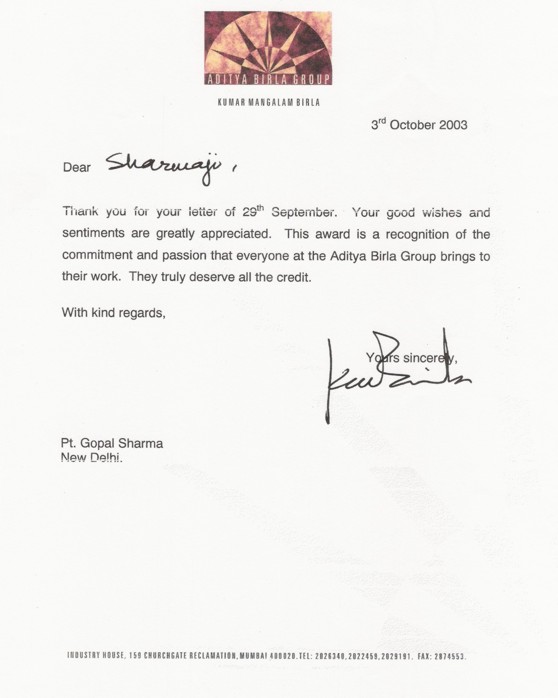 ADITYA BIRLA GROUP
KUMAR MANGALAM BIRLA
3rd October 2003
Dear Sharmaji,
Thank you for your letter of 29th September. Your good wishes and
sentiments are greatly appreciated. This award is a recognition of the
commitment and passion that everyone at the Aditya Birla Group brings to
their work. They truly deserve all the credit.
With kind regards,
Yours sincerely,
Pt. Gopal Sharma
New Delhi.
INDUSTRY HOUSE, 159 CHURCHGATE RECLAMATION, MUMBAI 400020. TEL: 2026340, 2022459, 2029191. FAX: 2874553.